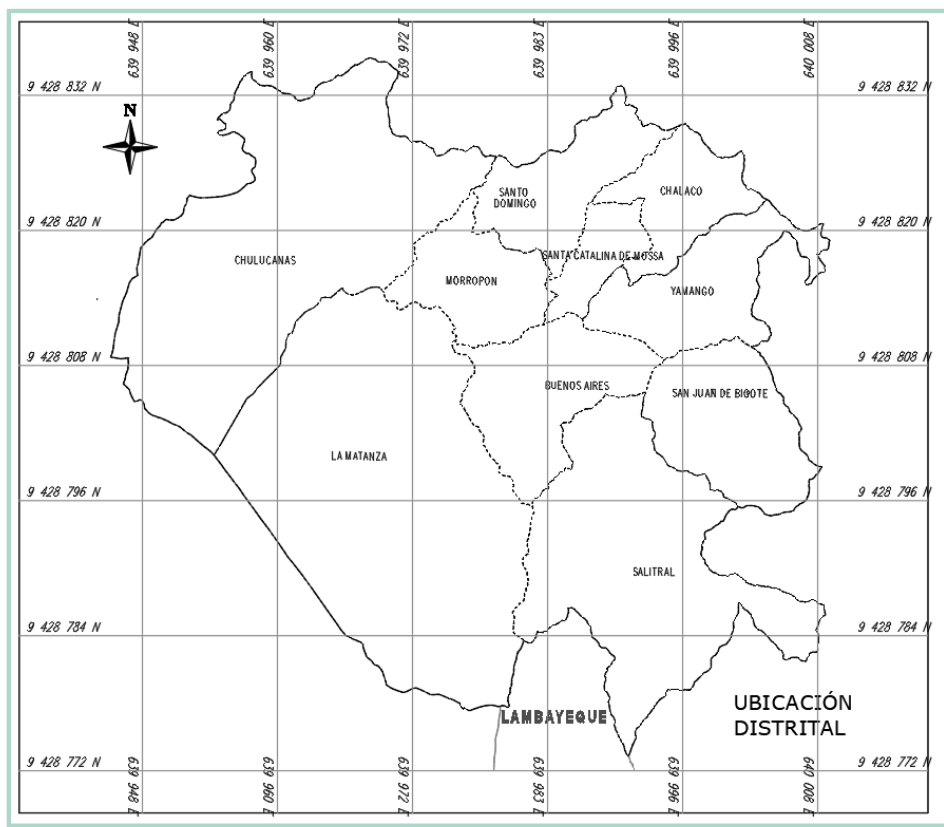 639 948 E
639 960 E
639 972 E
639 983 E
639 996 E
640 008 E
9 428 832 N
9 428 832 N
N
SANTO
DOMINGO
CHALACO
9 428 820 N
9 428 820 N
CHULUCANAS
SANTA CATALINA DE MOSSA
MORROPON
YAMANGO
9 428 808 N
9 428 808 N
BUENOS AIRES
SAN JUAN DE BIGOTE
LA MATANZA
9 428 796 N
9 428 796 N
SALITRAL
9 428 784 N
9 428 784 N
LAMBAYEQUE
UBICACIÓN
DISTRITAL
9 428 772 N
9 428 772 N
639 948 E
639 960 E
639 972 E
639 983 E
639 996 E
640 008 E